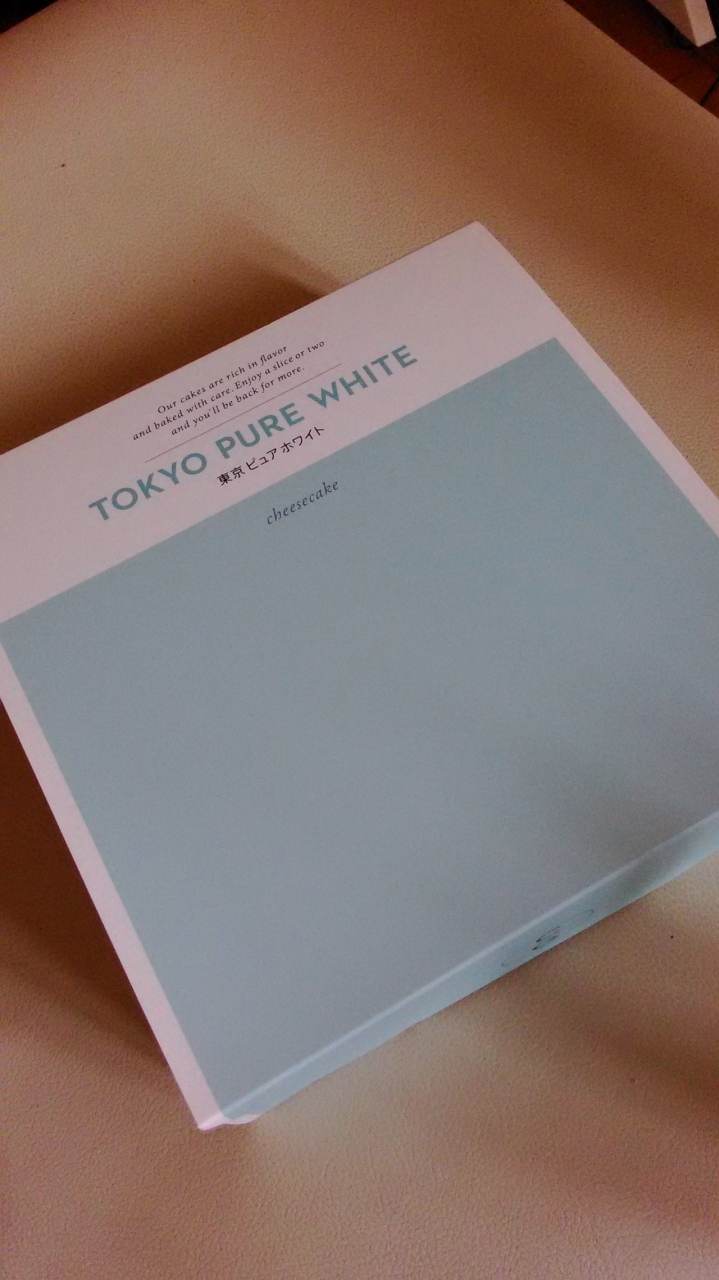 Our cakes are rich in flavor
and baked with care. Enjoy a slice or two
and you'll be back for more.
TOKYO PURE WHITE
東京ピュアホワイト
cheesecake